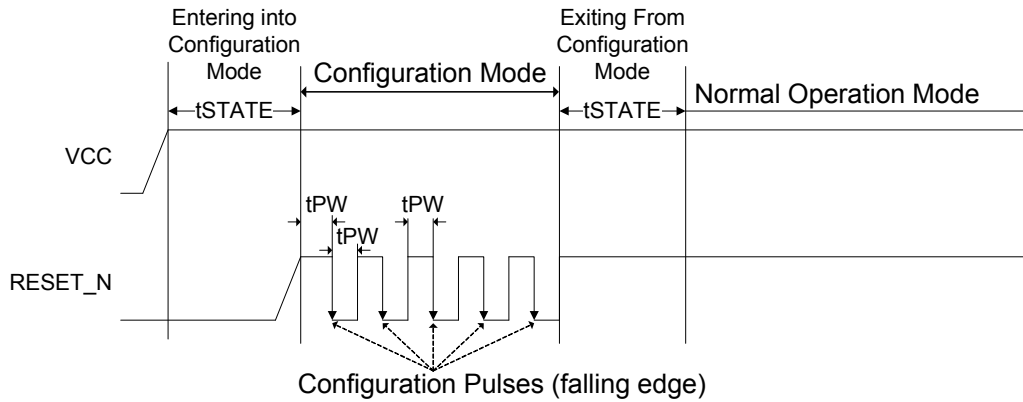 Entering into
Configuration
Mode
Configuration Mode
Exiting From
Configuration
Mode
Normal Operation Mode
tSTATE
tSTATE
VCC
tPW
tPW
tPW
RESET_N
Configuration Pulses (falling edge)